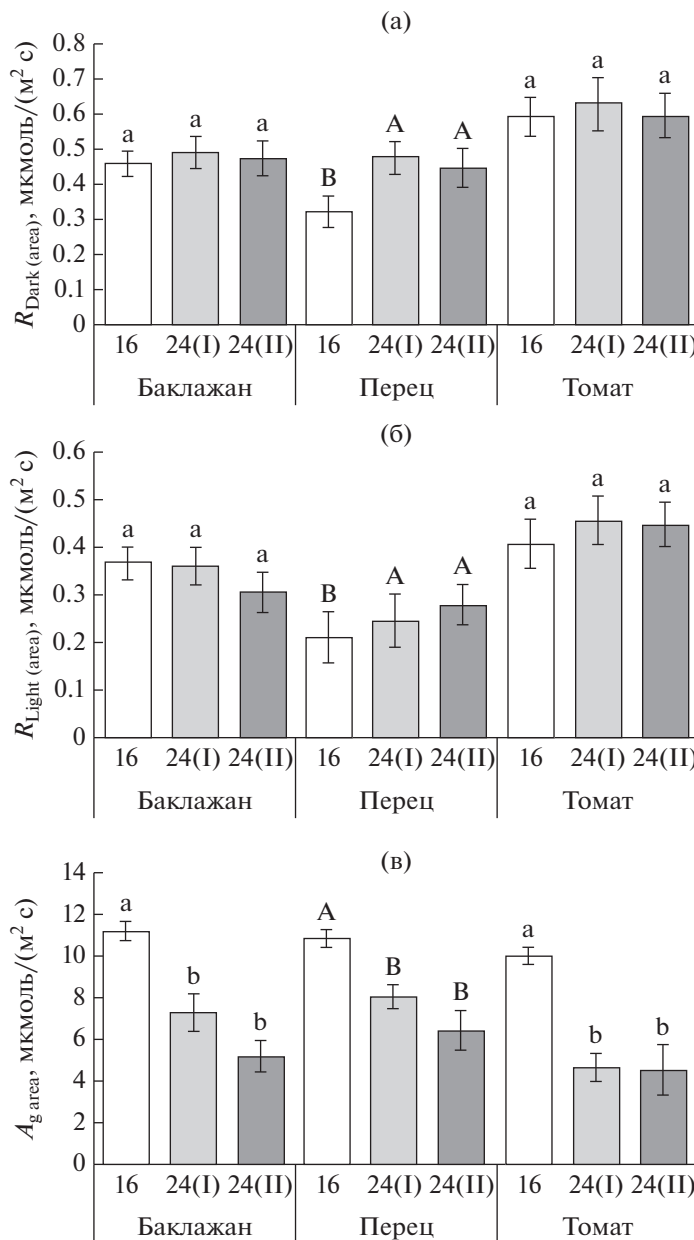 (а)
R Dark (area), мкмоль/(м² с)
0.8
0.7
0.6
0.5
0.4
0.3
0.2
0.1
0
a a a B A A a a a
16 24(I) 24(II) 16 24(I) 24(II) 16 24(I) 24(II)
Баклажан Перец Томат
(б)
R Light (area), мкмоль/(м² с)
0.6
0.5
0.4
0.3
0.2
0.1
0
a a a B A A a a a
16 24(I) 24(II) 16 24(I) 24(II) 16 24(I) 24(II)
Баклажан Перец Томат
(в)
A g area, мкмоль/(м² с)
14
12
10
8
6
4
2
0
a b b A B B a b b
16 24(I) 24(II) 16 24(I) 24(II) 16 24(I) 24(II)
Баклажан Перец Томат